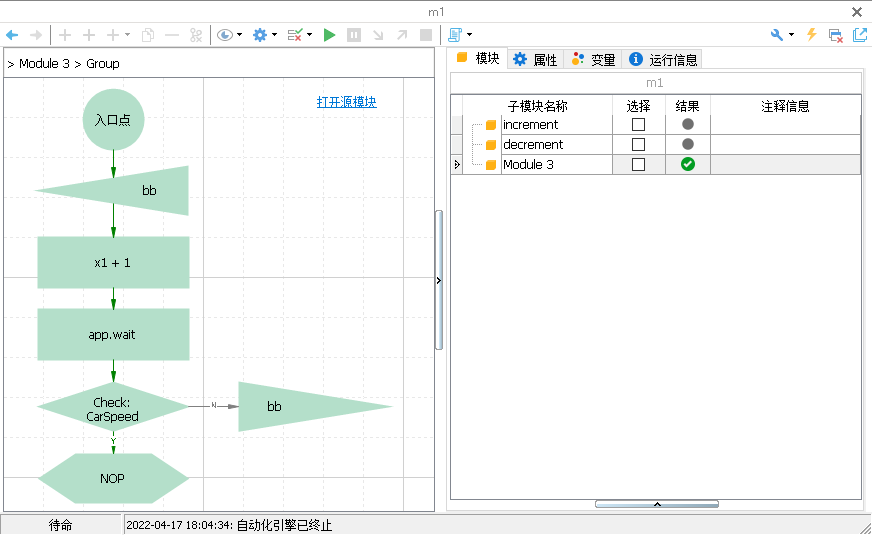 m1
> Module 3 > Group
打开源模块
入口点
bb
x1 + 1
app.wait
Check:
CarSpeed
N
bb
Y
NOP
模块
属性
变量
运行信息
m1
子模块名称
选择
结果
注释信息
increment
decrement
Module 3
待命
2022-04-17 18:04:34: 自动化引擎已终止